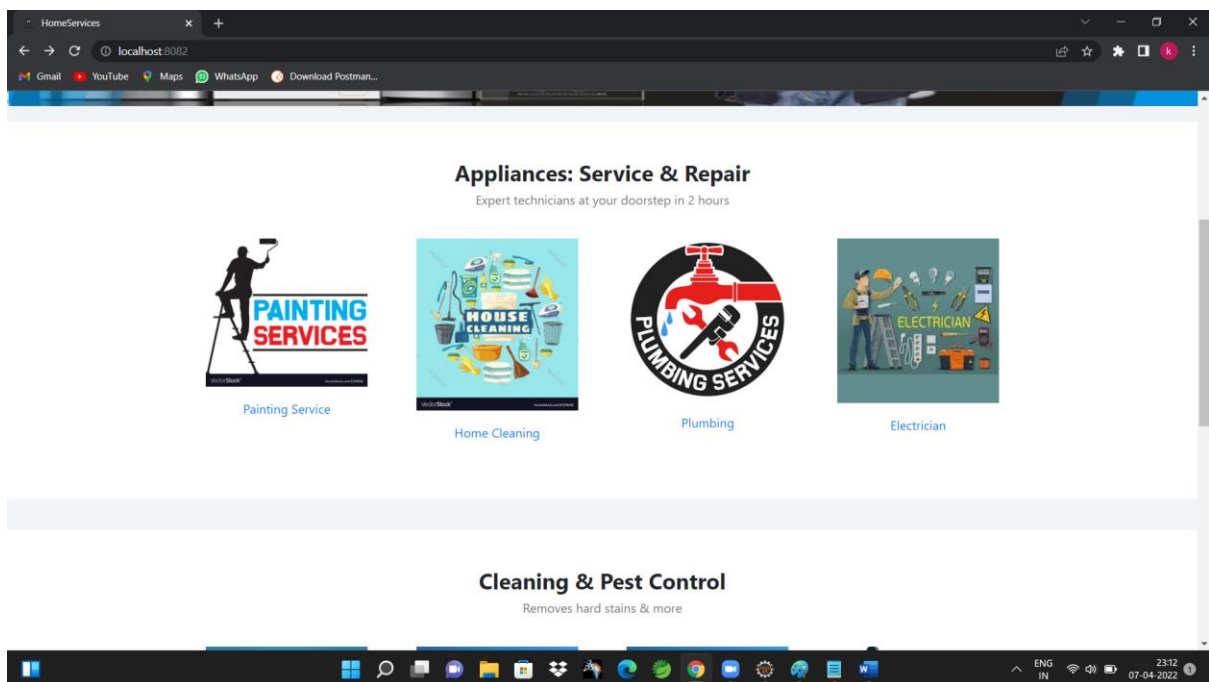 HomeServices
localhost:8082
Gmail YouTube Maps WhatsApp Download Postman...
k
Appliances: Service & Repair
Expert technicians at your doorstep in 2 hours
PAINTING
SERVICES
VectorStock
Painting Service
HOUSE
CLEANING
VectorStock
Home Cleaning
PLUMBING SERVICES
Plumbing
ELECTRICIAN
Electrician
Cleaning & Pest Control
Removes hard stains & more
ENG
IN
23:12
07-04-2022